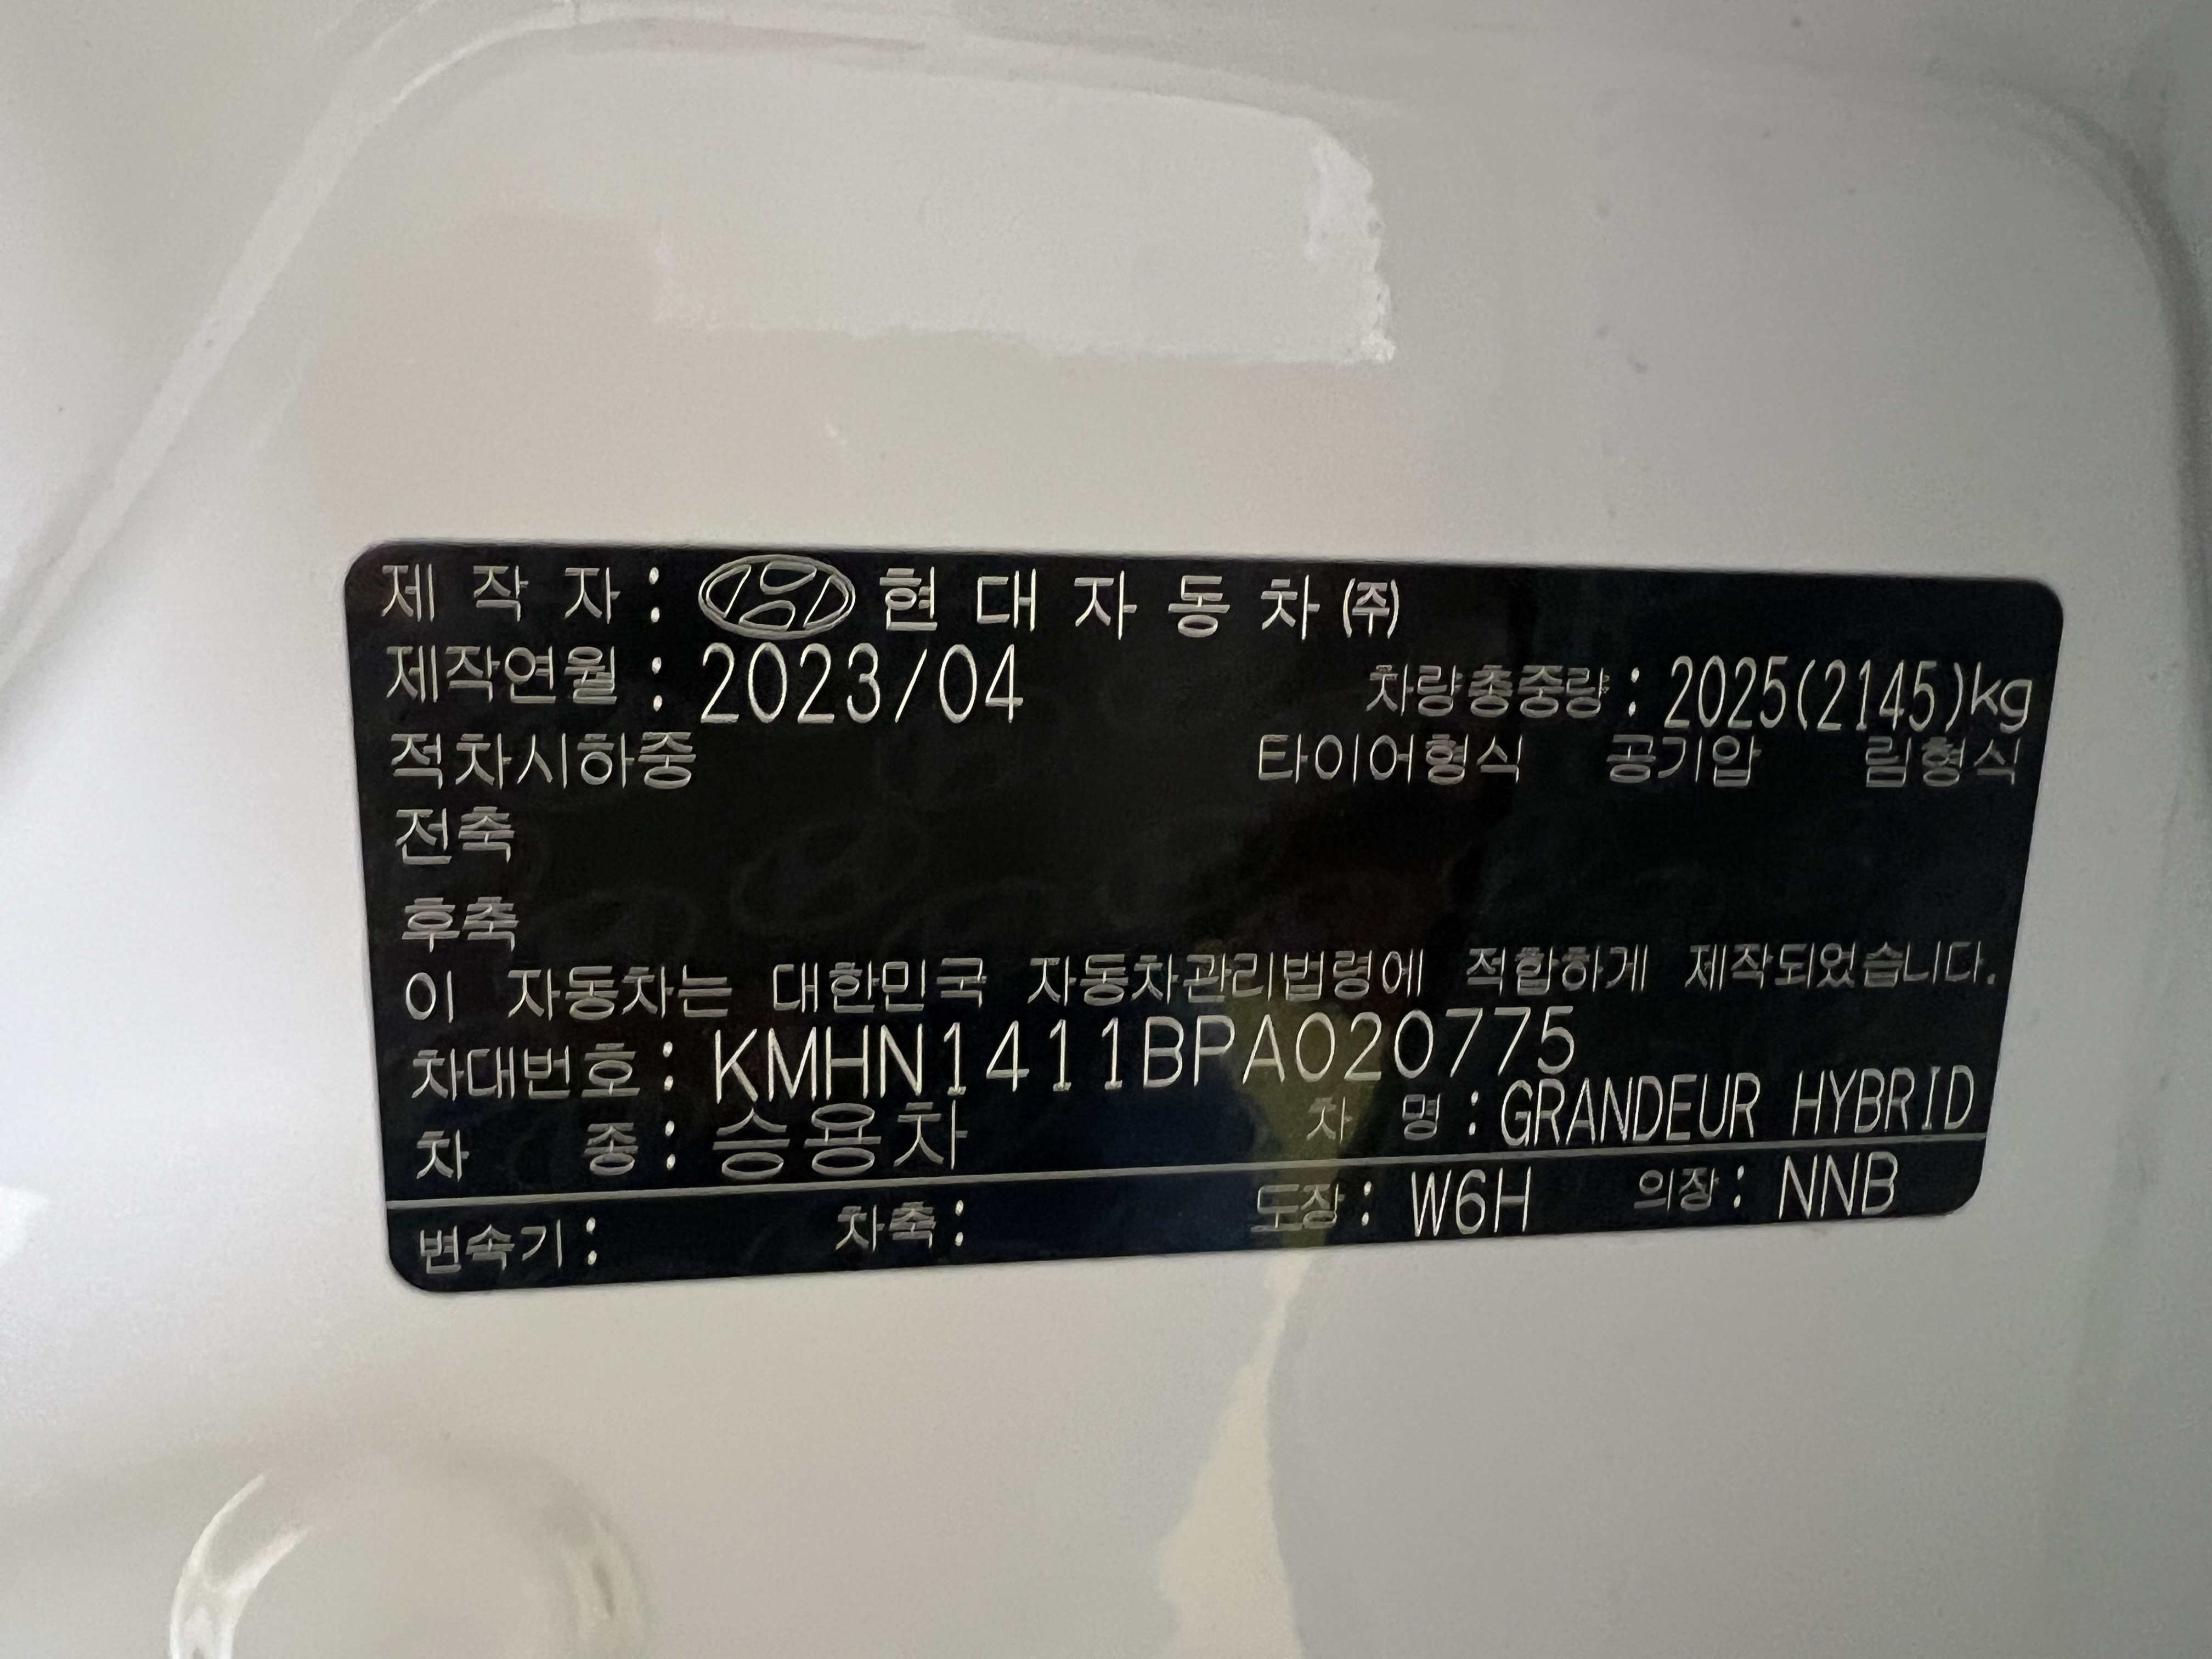 제 작 자 : 현 대 자 동 차 ㈜
제작연월 : 2023/04 차량총중량 : 2025(2145)kg
적차시하중 타이어형식 공기압 림형식
전축
후축
이 자동차는 대한민국 자동차관리법령에 적합하게 제작되었습니다.
차대번호 : KMHN1411BPA020775
차 종 : 승용차 차 명 : GRANDEUR HYBRID
변속기 : 차축 : 도장 : W6H 의장 : NNB